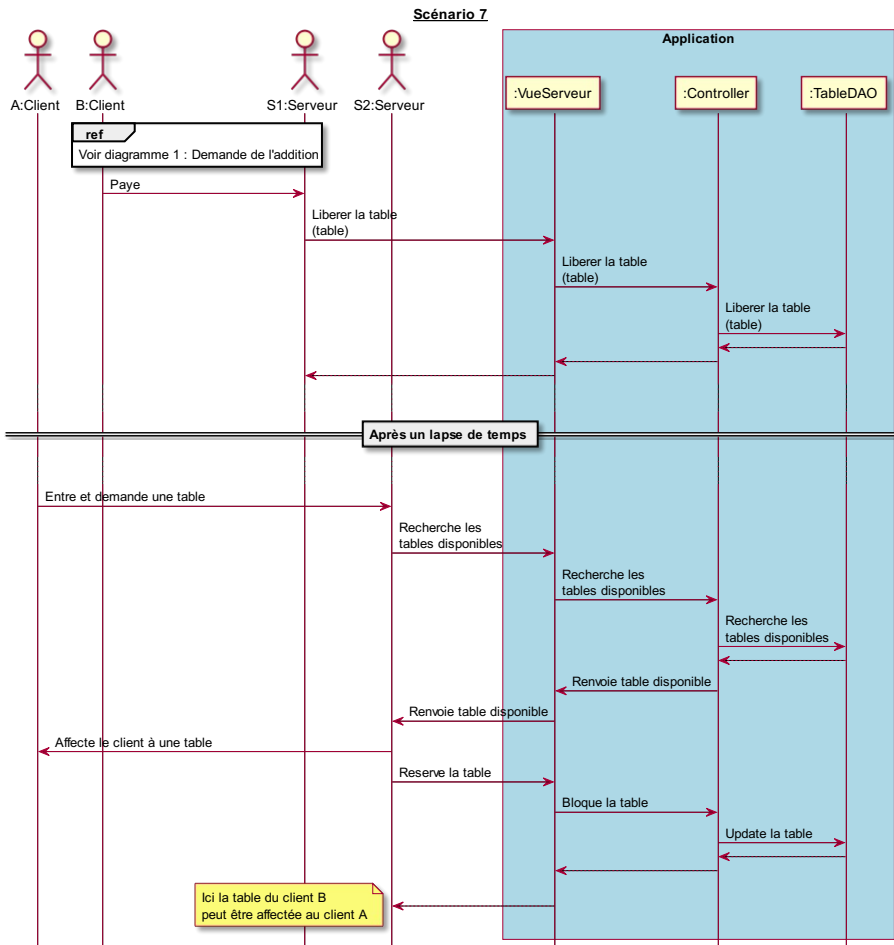 Scénario 7
Application
A:Client
B:Client
S1:Serveur
S2:Serveur
:VueServeur
:Controller
:TableDAO
ref
Voir diagramme 1 : Demande de l'addition
Paye
Liberer la table
(table)
Liberer la table
(table)
Liberer la table
(table)
Après un lapse de temps
Entre et demande une table
Recherche les
tables disponibles
Recherche les
tables disponibles
Recherche les
tables disponibles
Renvoie table disponible
Renvoie table disponible
Affecte le client à une table
Reserve la table
Bloque la table
Update la table
Ici la table du client B
peut être affectée au client A